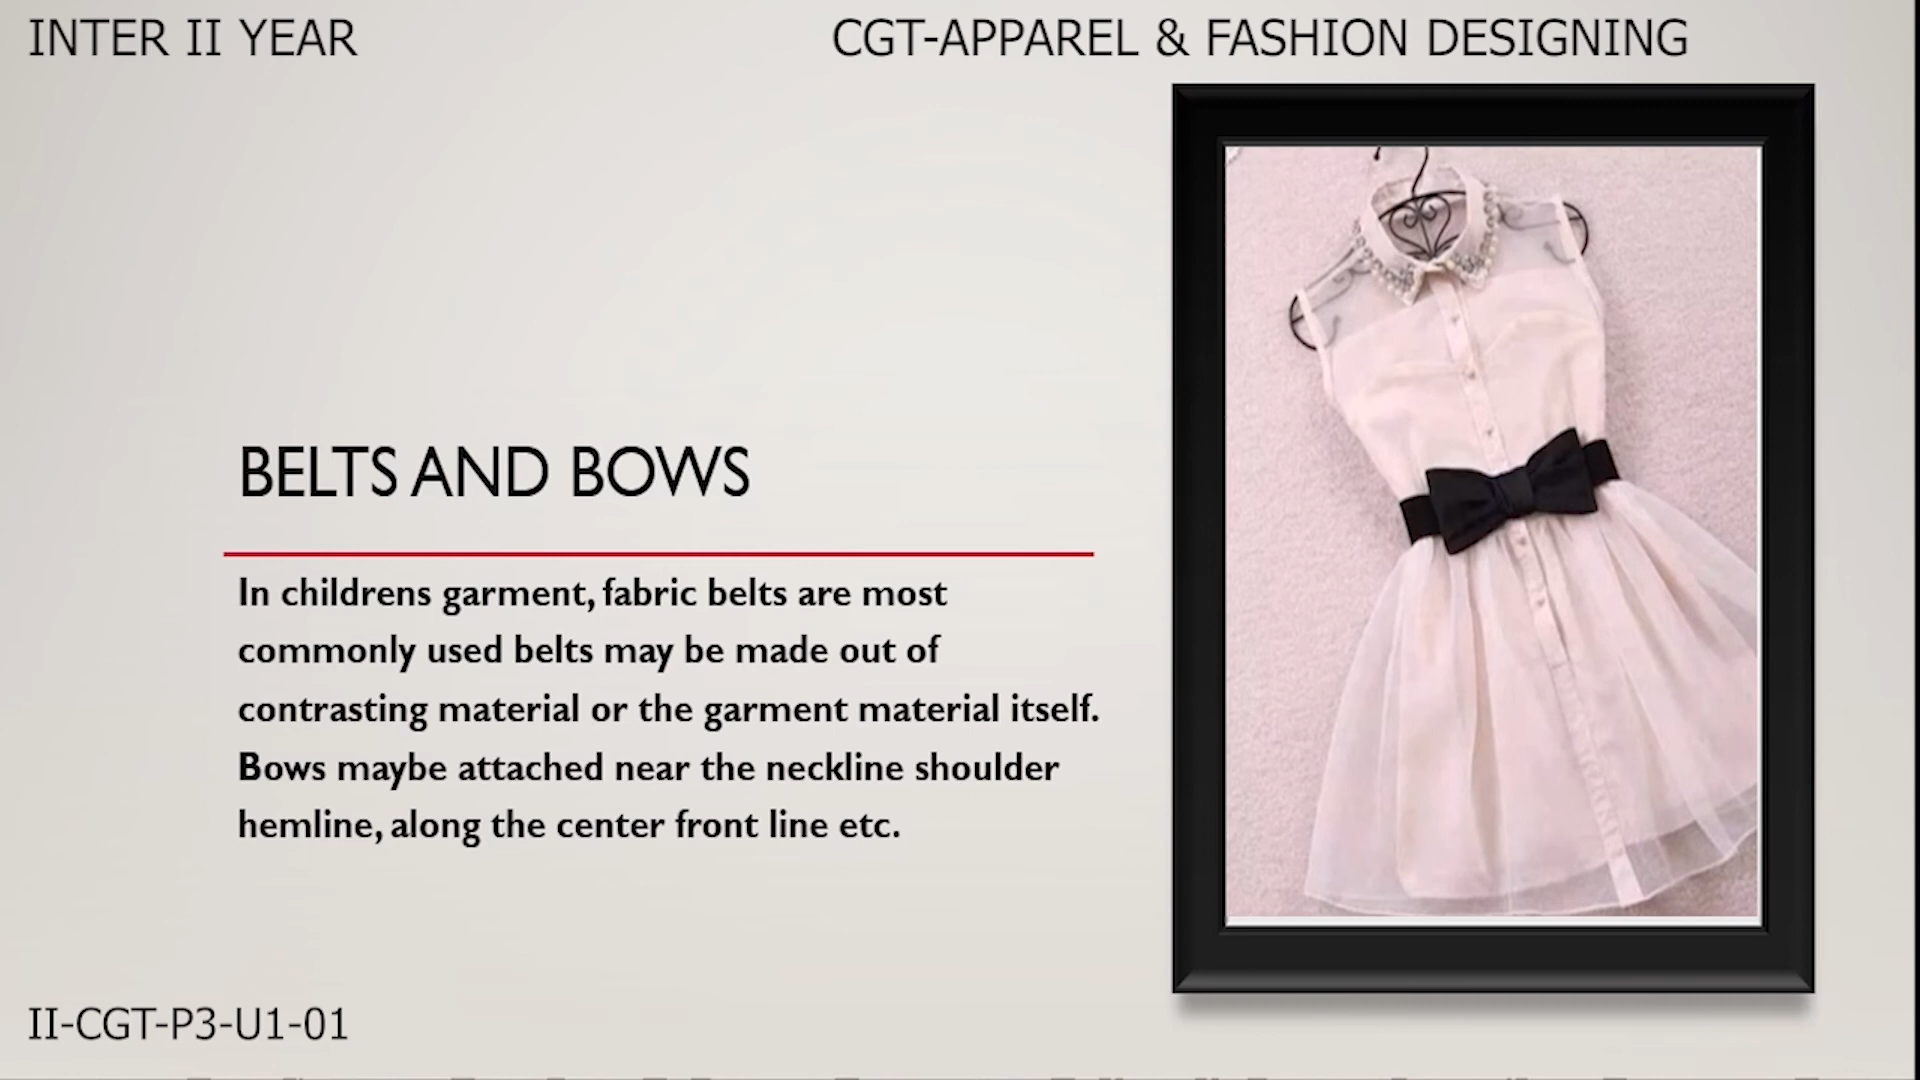 INTER II YEAR
CGT-APPAREL & FASHION DESIGNING
BELTS AND BOWS
In childrens garment, fabric belts are most
commonly used belts may be made out of
contrasting material or the garment material itself.
Bows maybe attached near the neckline shoulder
hemline, along the center front line etc.
II-CGT-P3-U1-01